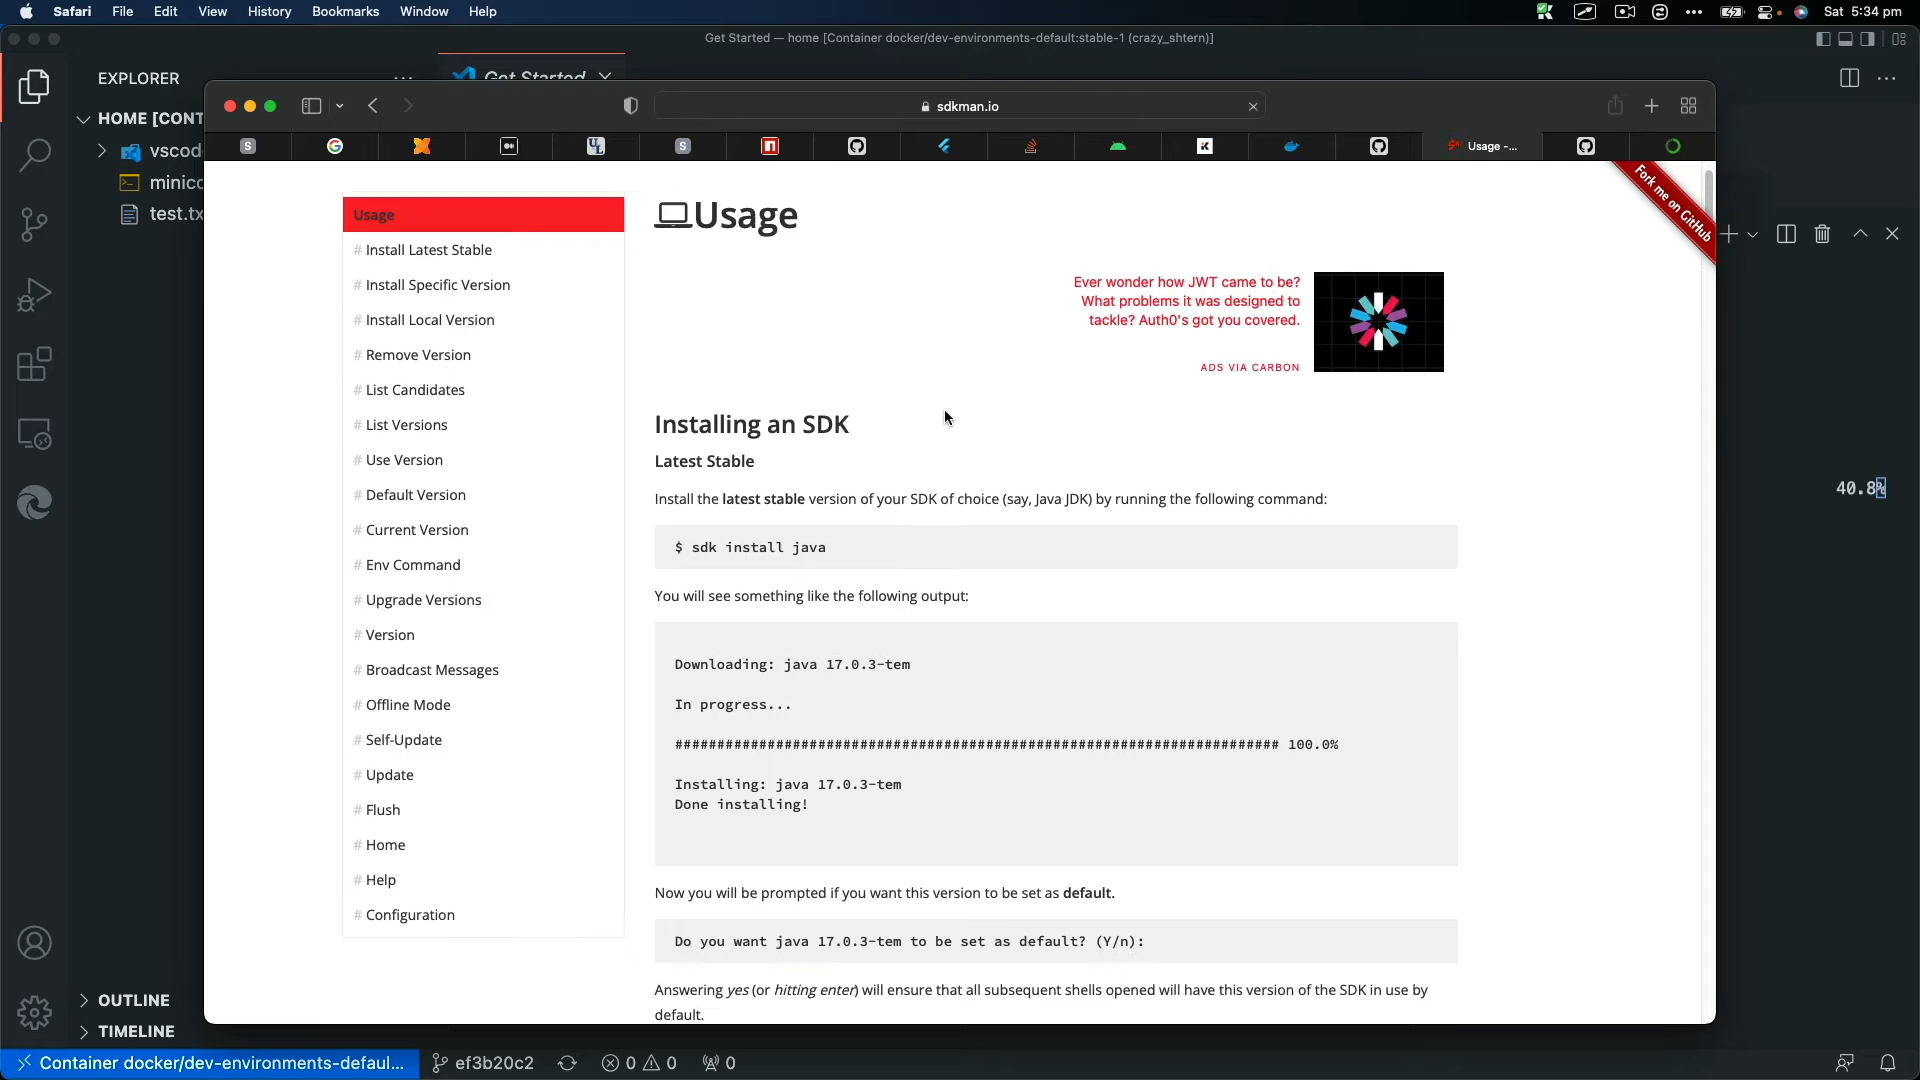 Safari File Edit View History Bookmarks Window Help Sat 5:34 pm
Get Started — home [Container docker/dev-environments-default:stable-1 (crazy_shtern)]
EXPLORER
Get Started
HOME [CONT
vscod
minico
test.tx
sdkman.io
Usage -...
Fork me on GitHub
Usage
# Install Latest Stable
# Install Specific Version
# Install Local Version
# Remove Version
# List Candidates
# List Versions
# Use Version
# Default Version
# Current Version
# Env Command
# Upgrade Versions
# Version
# Broadcast Messages
# Offline Mode
# Self-Update
# Update
# Flush
# Home
# Help
# Configuration
Usage
Ever wonder how JWT came to be?
What problems it was designed to
tackle? Auth0's got you covered.
ADS VIA CARBON
Installing an SDK
Latest Stable
Install the latest stable version of your SDK of choice (say, Java JDK) by running the following command:
$ sdk install java
You will see something like the following output:
Downloading: java 17.0.3-tem
In progress...
######################################################################## 100.0%
Installing: java 17.0.3-tem
Done installing!
Now you will be prompted if you want this version to be set as default.
Do you want java 17.0.3-tem to be set as default? (Y/n):
Answering yes (or hitting enter) will ensure that all subsequent shells opened will have this version of the SDK in use by
default.
40.8%
OUTLINE
TIMELINE
Container docker/dev-environments-defaul... ef3b20c2 0 0 0